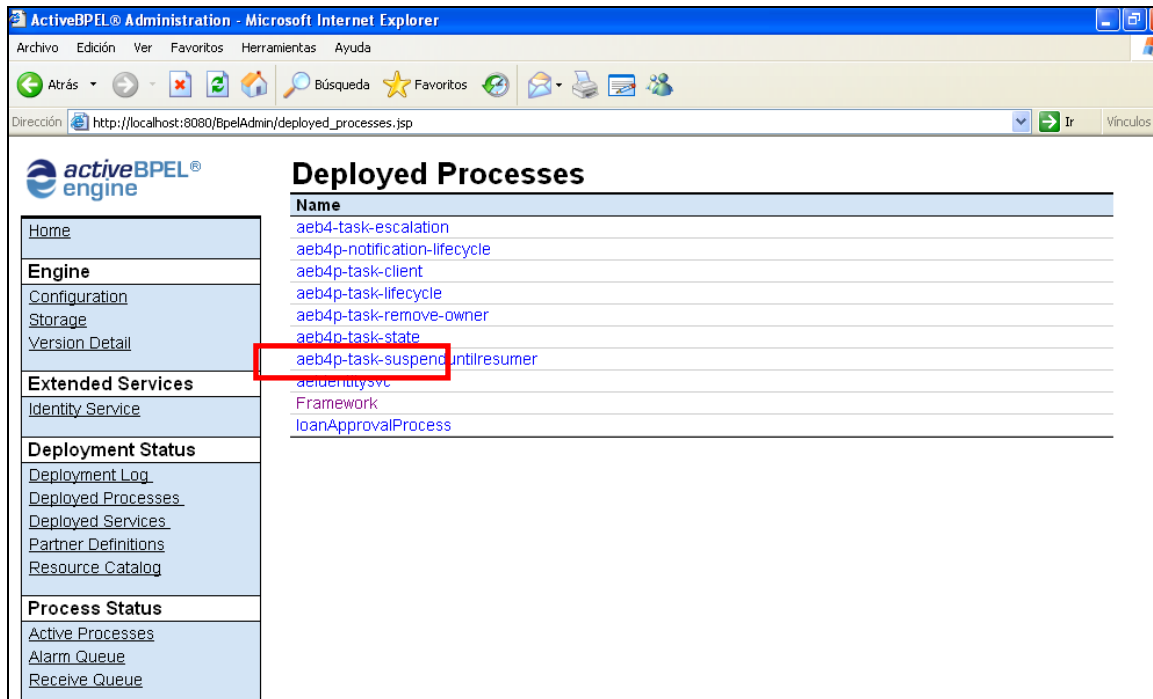 ActiveBPEL® Administration - Microsoft Internet Explorer
Archivo Edición Ver Favoritos Herramientas Ayuda
Atrás Búsqueda Favoritos
Dirección http://localhost:8080/BpelAdmin/deployed_processes.jsp Ir Vínculos
activeBPEL®
engine
Home
Engine
Configuration
Storage
Version Detail
Extended Services
Identity Service
Deployment Status
Deployment Log
Deployed Processes
Deployed Services
Partner Definitions
Resource Catalog
Process Status
Active Processes
Alarm Queue
Receive Queue
Deployed Processes
Name
aeb4-task-escalation
aeb4p-notification-lifecycle
aeb4p-task-client
aeb4p-task-lifecycle
aeb4p-task-remove-owner
aeb4p-task-state
aeb4p-task-suspenduntilresumer
aeidentitysvc
Framework
loanApprovalProcess